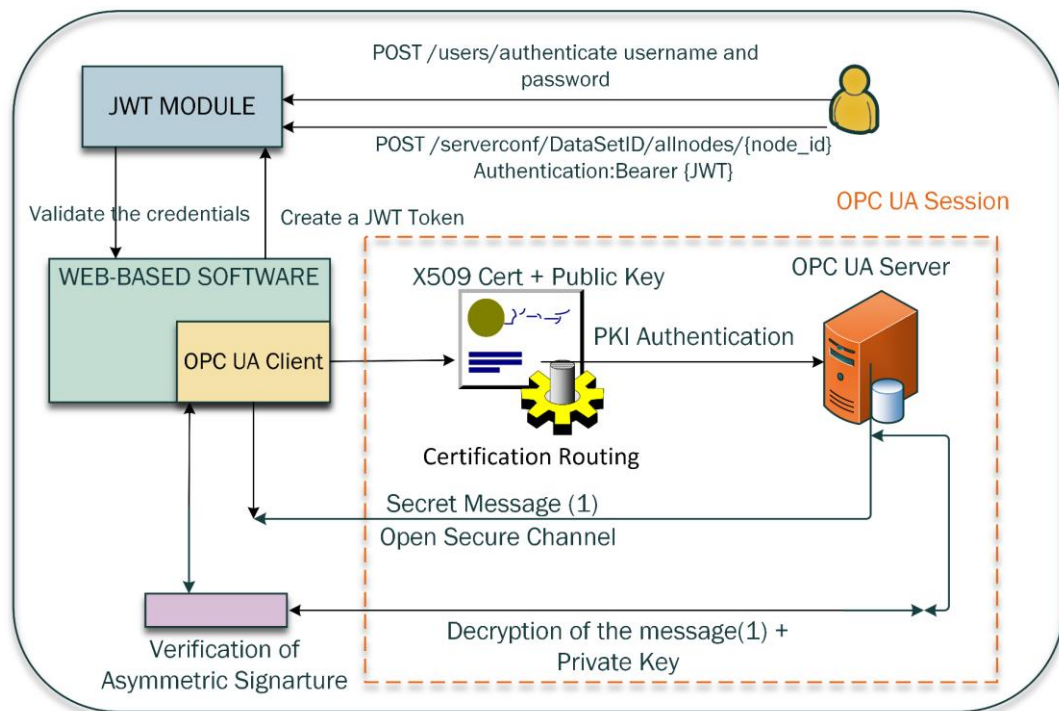 POST /users/authenticate username and
password
JWT MODULE
POST /serverconf/DataSetID/allnodes/{node_id}
Authentication:Bearer {JWT}
Validate the credentials
Create a JWT Token
OPC UA Session
WEB-BASED SOFTWARE
X509 Cert + Public Key
OPC UA Server
PKI Authentication
OPC UA Client
Certification Routing
Secret Message (1)
Open Secure Channel
Decryption of the message(1) +
Private Key
Verification of
Asymmetric Signarture